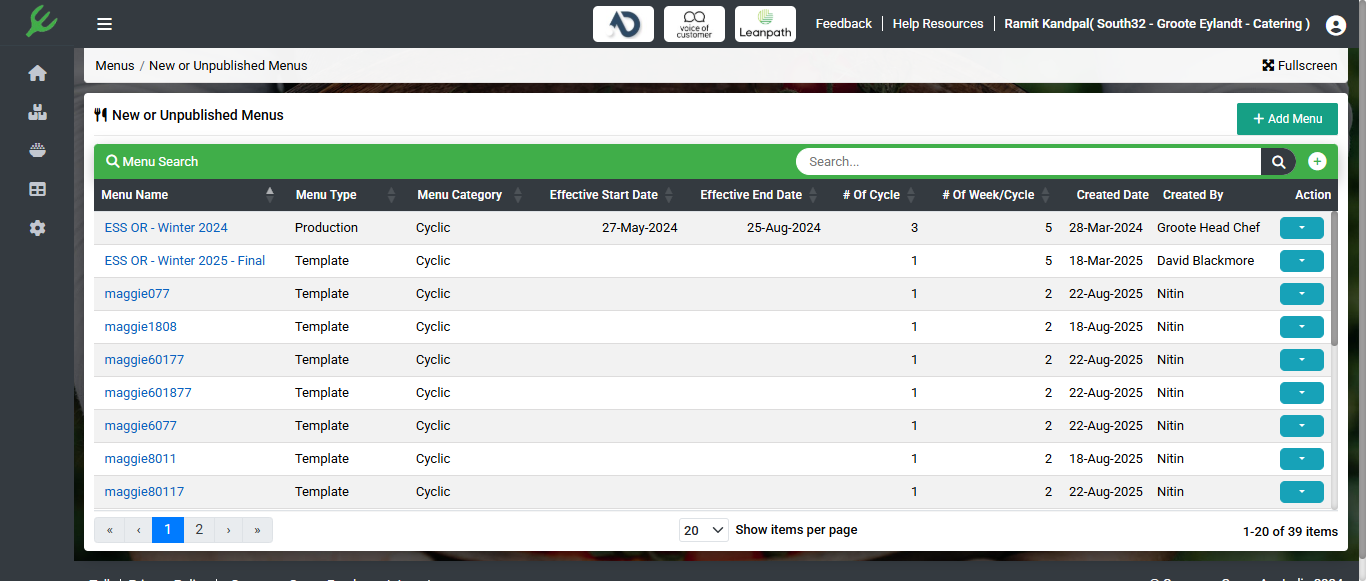 voice of customer
Leanpath
Feedback
Help Resources
Ramit Kandpal( South32 - Groote Eylandt - Catering )
Menus / New or Unpublished Menus
Fullscreen
New or Unpublished Menus
+ Add Menu
Menu Search
Search...
Menu Name Menu Type Menu Category Effective Start Date Effective End Date # Of Cycle # Of Week/Cycle Created Date Created By Action
ESS OR - Winter 2024 Production Cyclic 27-May-2024 25-Aug-2024 3 5 28-Mar-2024 Groote Head Chef
ESS OR - Winter 2025 - Final Template Cyclic 1 5 18-Mar-2025 David Blackmore
maggie077 Template Cyclic 1 2 22-Aug-2025 Nitin
maggie1808 Template Cyclic 1 2 18-Aug-2025 Nitin
maggie60177 Template Cyclic 1 2 22-Aug-2025 Nitin
maggie601877 Template Cyclic 1 2 22-Aug-2025 Nitin
maggie6077 Template Cyclic 1 2 22-Aug-2025 Nitin
maggie8011 Template Cyclic 1 2 18-Aug-2025 Nitin
maggie80117 Template Cyclic 1 2 22-Aug-2025 Nitin
« ‹ 1 2 › » 20 Show items per page 1-20 of 39 items